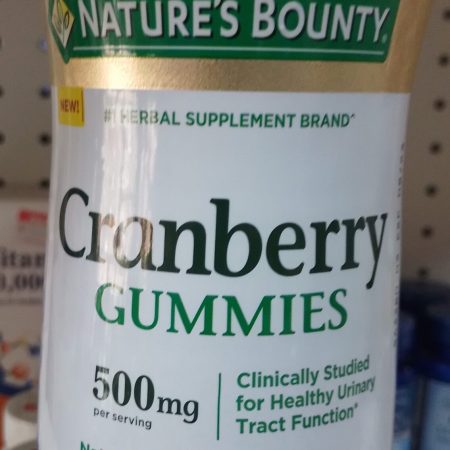 NATURE'S BOUNTY®
NEW!
#1 HERBAL SUPPLEMENT BRAND^
Cranberry
GUMMIES
500mg
per serving
Clinically Studied
for Healthy Urinary
Tract Function*